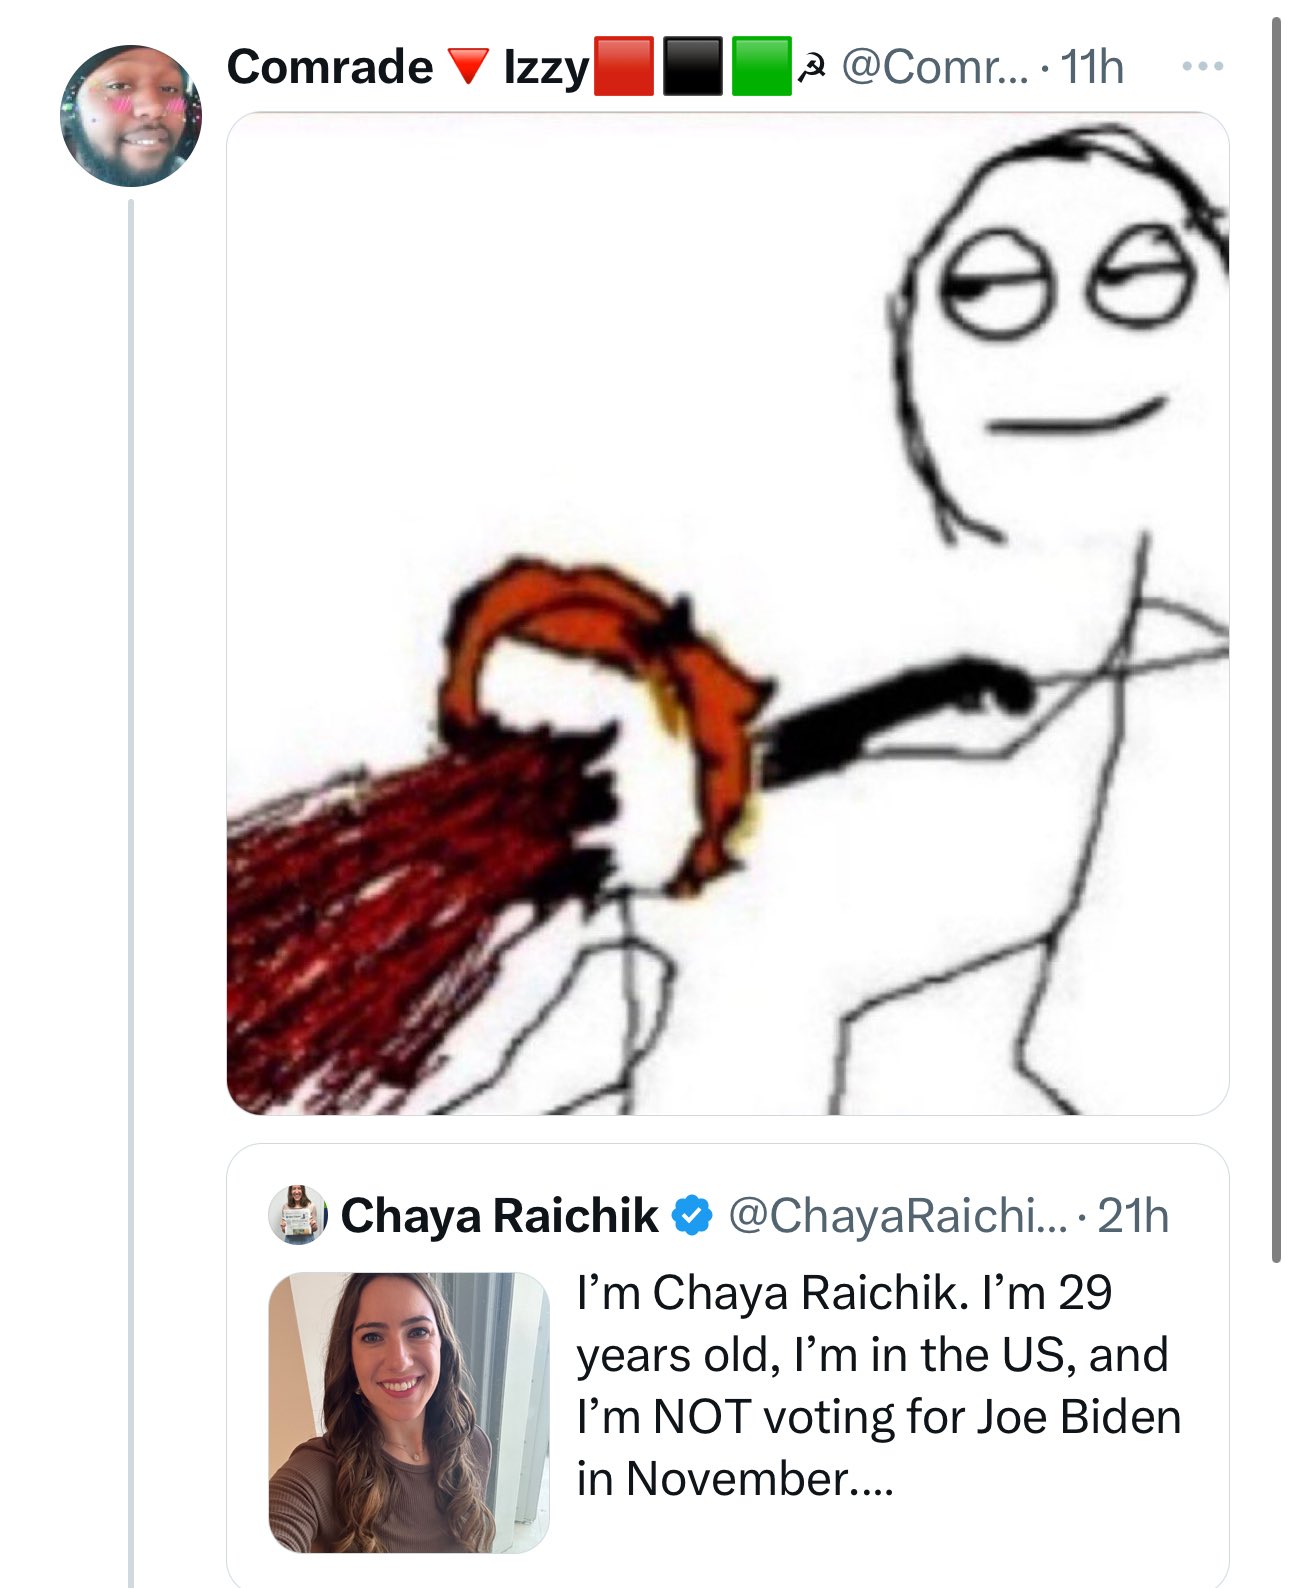 Comrade 🔻 Izzy🟥⬛🟩☭ @Comr... · 11h
Chaya Raichik @ChayaRaichi... · 21h
I’m Chaya Raichik. I’m 29
years old, I’m in the US, and
I’m NOT voting for Joe Biden
in November....